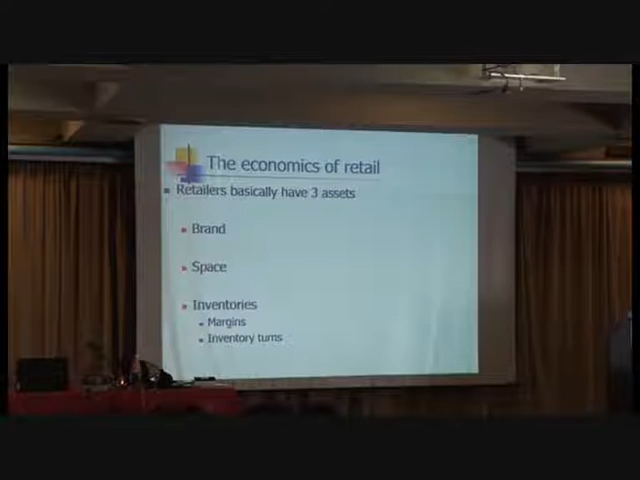 The economics of retail
Retailers basically have 3 assets
Brand
Space
Inventories
Margins
Inventory turns